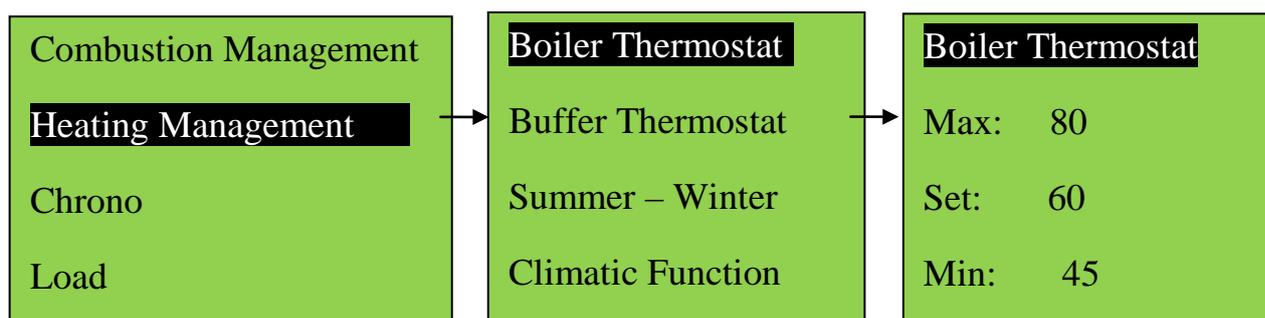 Combustion Management
Heating Management
Chrono
Load
Boiler Thermostat
Buffer Thermostat
Summer – Winter
Climatic Function
Boiler Thermostat
Max: 80
Set: 60
Min: 45